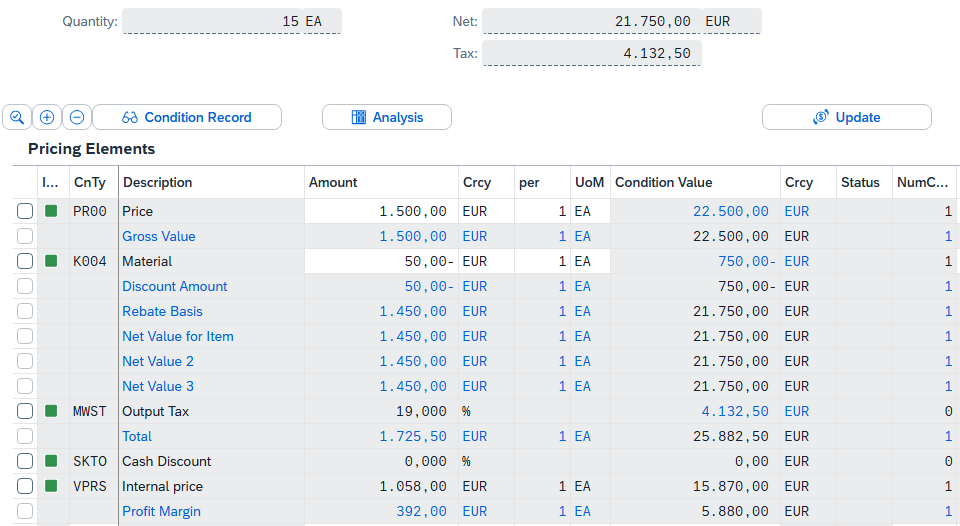 Quantity: 15 EA Net: 21.750,00 EUR
Tax: 4.132,50
Condition Record Analysis Update
Pricing Elements
I... CnTy Description Amount Crcy per UoM Condition Value Crcy Status NumC...
PR00 Price 1.500,00 EUR 1 EA 22.500,00 EUR 1
Gross Value 1.500,00 EUR 1 EA 22.500,00 EUR 1
K004 Material 50,00- EUR 1 EA 750,00- EUR 1
Discount Amount 50,00- EUR 1 EA 750,00- EUR 1
Rebate Basis 1.450,00 EUR 1 EA 21.750,00 EUR 1
Net Value for Item 1.450,00 EUR 1 EA 21.750,00 EUR 1
Net Value 2 1.450,00 EUR 1 EA 21.750,00 EUR 1
Net Value 3 1.450,00 EUR 1 EA 21.750,00 EUR 1
MWST Output Tax 19,000 % 4.132,50 EUR 0
Total 1.725,50 EUR 1 EA 25.882,50 EUR 1
SKTO Cash Discount 0,000 % 0,00 EUR 0
VPRS Internal price 1.058,00 EUR 1 EA 15.870,00 EUR 1
Profit Margin 392,00 EUR 1 EA 5.880,00 EUR 1